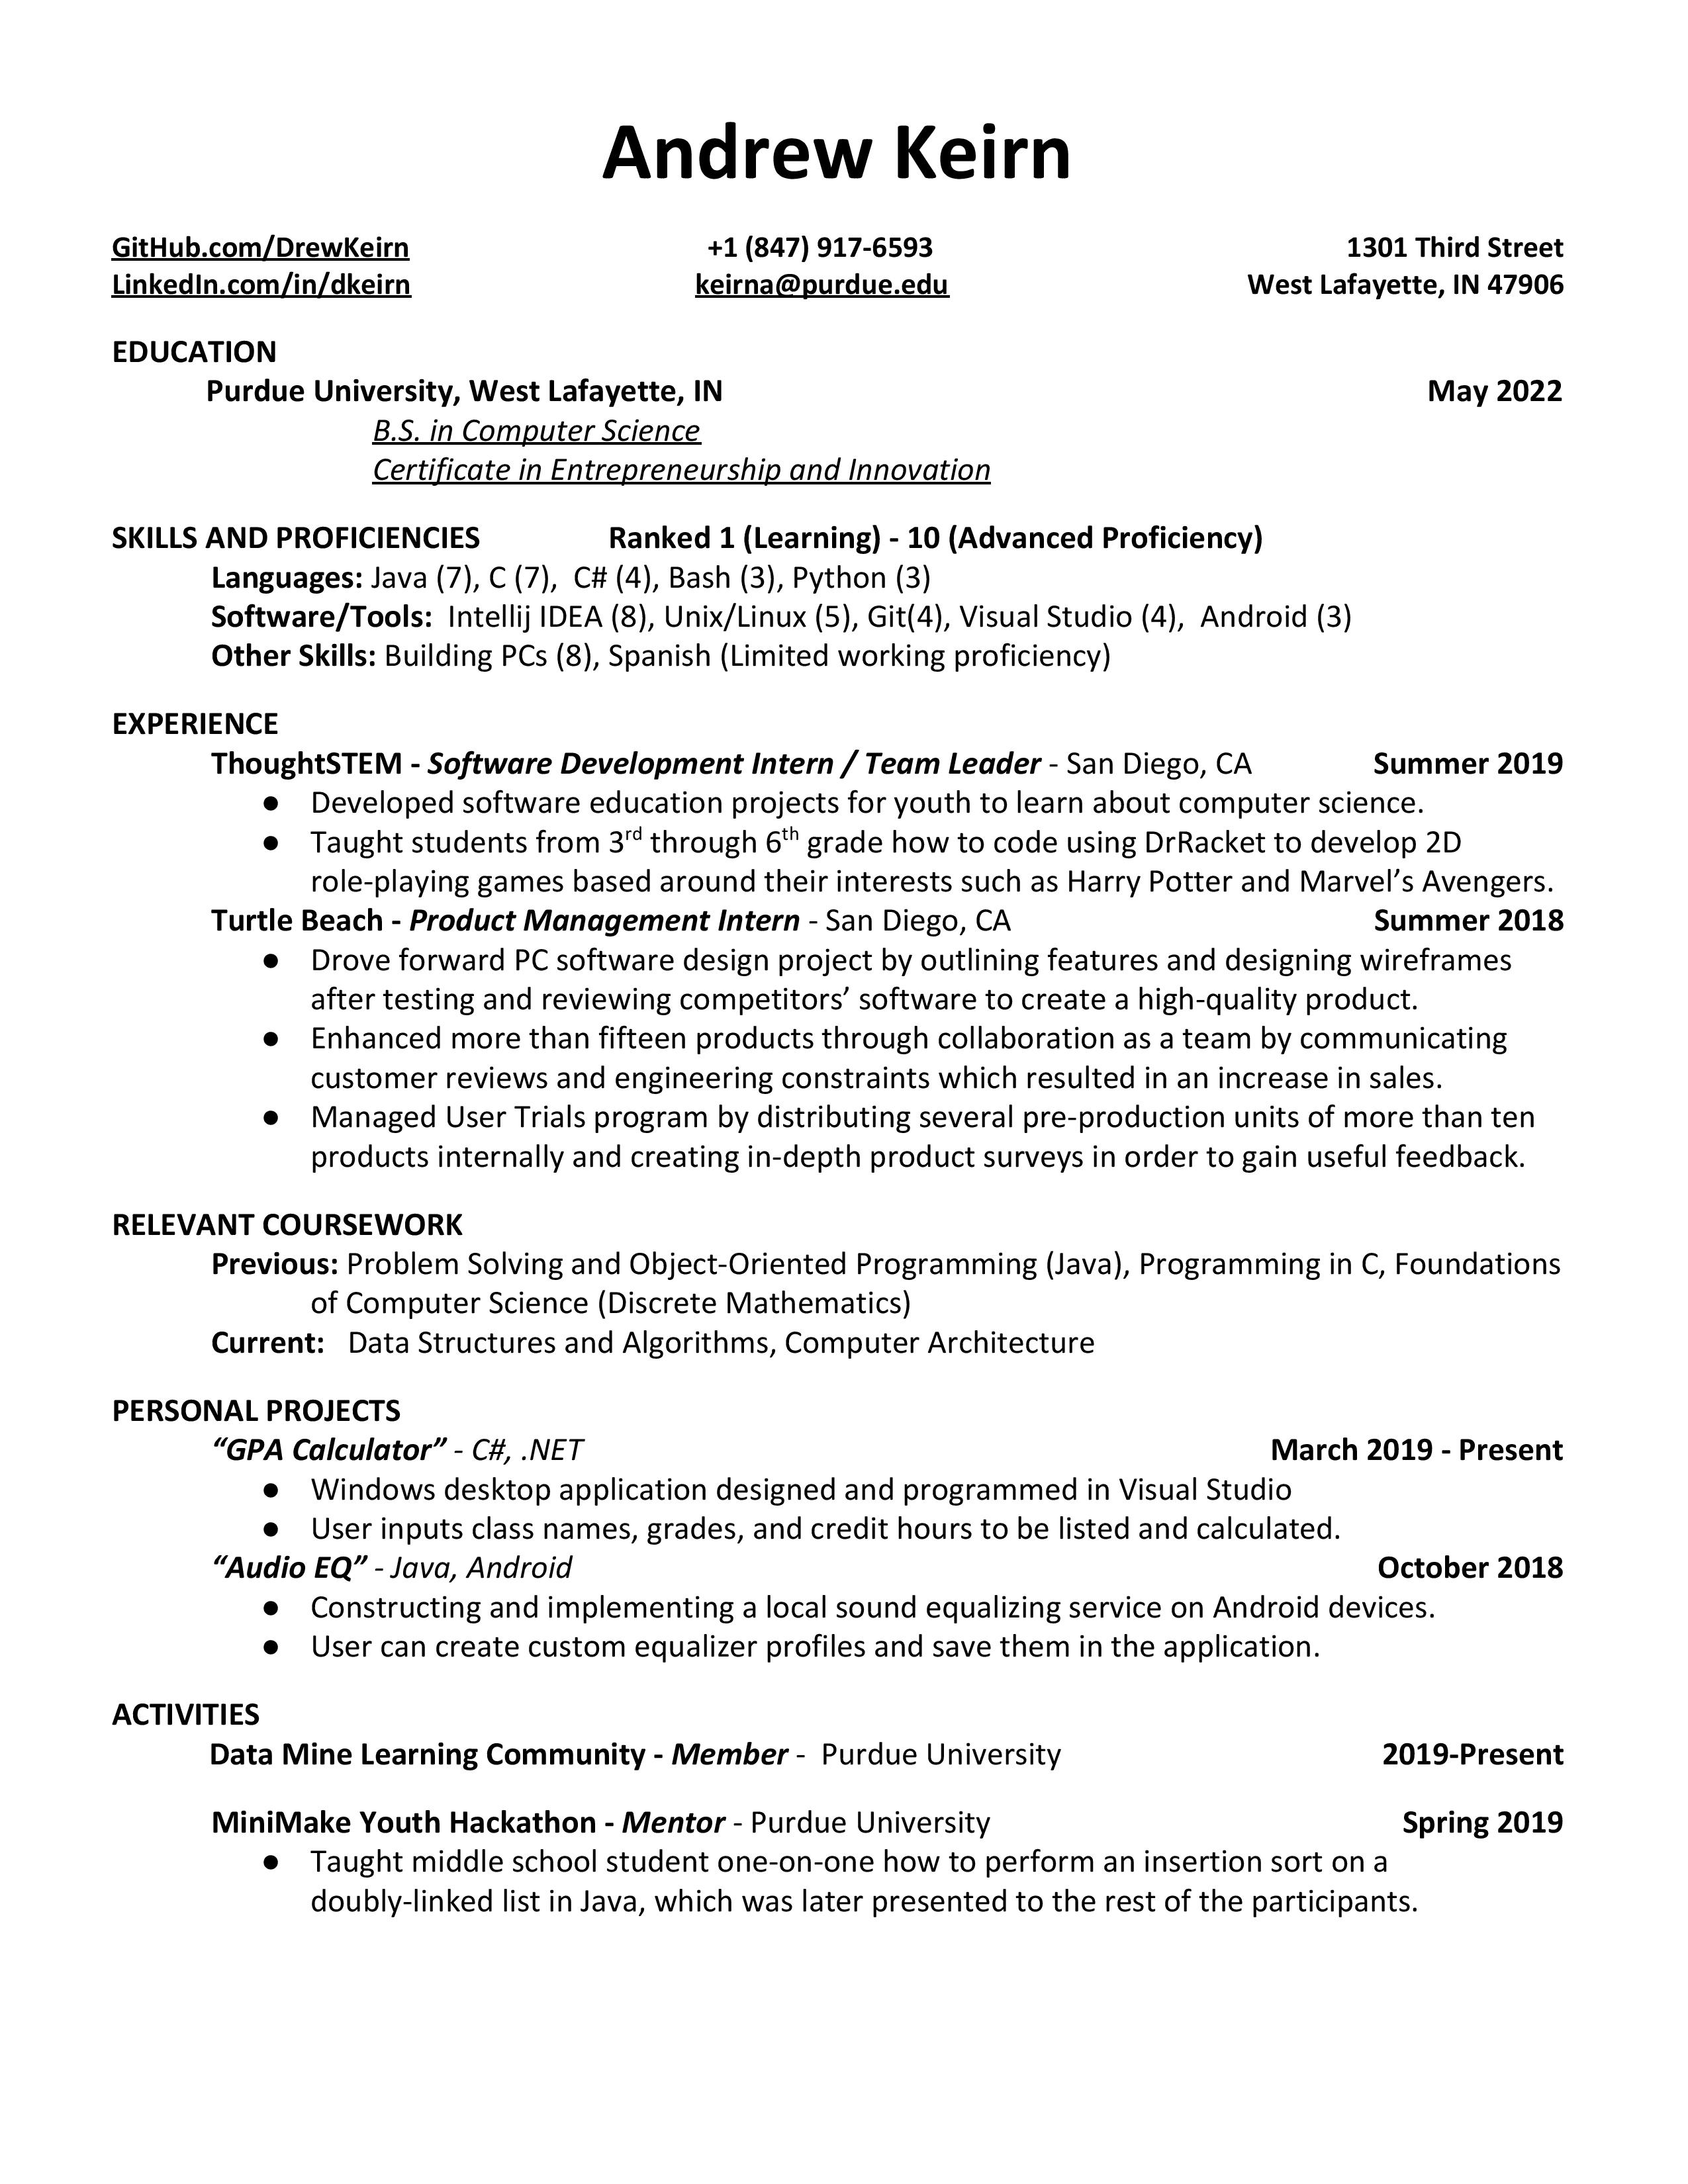 Andrew Keirn
GitHub.com/DrewKeirn +1 (847) 917-6593 1301 Third Street
LinkedIn.com/in/dkeirn keirna@purdue.edu West Lafayette, IN 47906
EDUCATION
Purdue University, West Lafayette, IN May 2022
B.S. in Computer Science
Certificate in Entrepreneurship and Innovation
SKILLS AND PROFICIENCIES Ranked 1 (Learning) - 10 (Advanced Proficiency)
Languages: Java (7), C (7), C# (4), Bash (3), Python (3)
Software/Tools: Intellij IDEA (8), Unix/Linux (5), Git(4), Visual Studio (4), Android (3)
Other Skills: Building PCs (8), Spanish (Limited working proficiency)
EXPERIENCE
ThoughtSTEM - Software Development Intern / Team Leader - San Diego, CA Summer 2019
● Developed software education projects for youth to learn about computer science.
● Taught students from 3rd through 6th grade how to code using DrRacket to develop 2D
role-playing games based around their interests such as Harry Potter and Marvel’s Avengers.
Turtle Beach - Product Management Intern - San Diego, CA Summer 2018
● Drove forward PC software design project by outlining features and designing wireframes
after testing and reviewing competitors’ software to create a high-quality product.
● Enhanced more than fifteen products through collaboration as a team by communicating
customer reviews and engineering constraints which resulted in an increase in sales.
● Managed User Trials program by distributing several pre-production units of more than ten
products internally and creating in-depth product surveys in order to gain useful feedback.
RELEVANT COURSEWORK
Previous: Problem Solving and Object-Oriented Programming (Java), Programming in C, Foundations
of Computer Science (Discrete Mathematics)
Current: Data Structures and Algorithms, Computer Architecture
PERSONAL PROJECTS
“GPA Calculator” - C#, .NET March 2019 - Present
● Windows desktop application designed and programmed in Visual Studio
● User inputs class names, grades, and credit hours to be listed and calculated.
“Audio EQ” - Java, Android October 2018
● Constructing and implementing a local sound equalizing service on Android devices.
● User can create custom equalizer profiles and save them in the application.
ACTIVITIES
Data Mine Learning Community - Member - Purdue University 2019-Present
MiniMake Youth Hackathon - Mentor - Purdue University Spring 2019
● Taught middle school student one-on-one how to perform an insertion sort on a
doubly-linked list in Java, which was later presented to the rest of the participants.